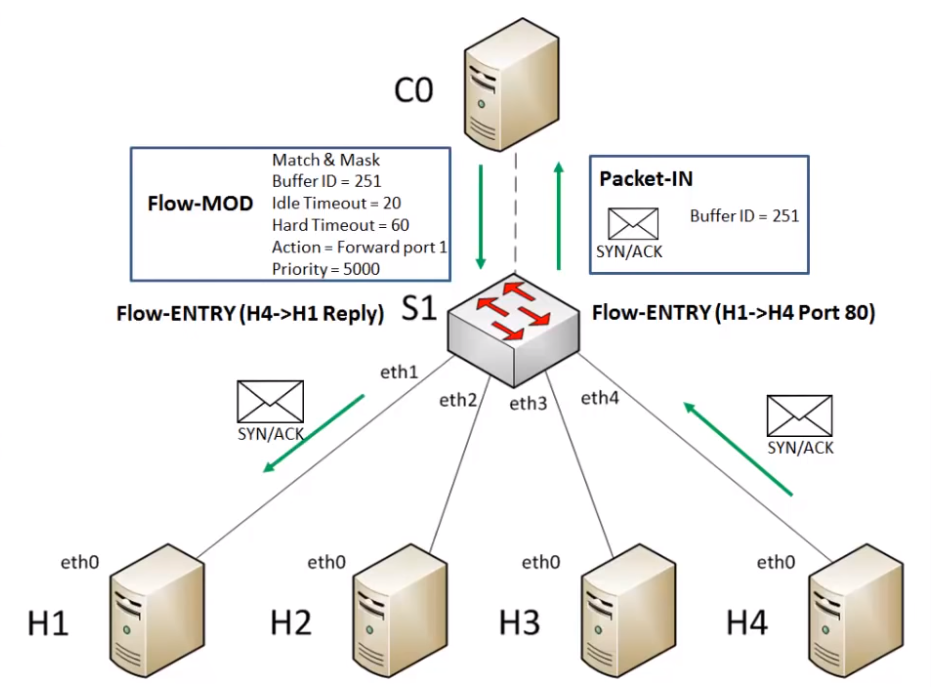 C0
Match & Mask
Buffer ID = 251
Flow-MOD
Idle Timeout = 20
Hard Timeout = 60
Action = Forward port 1
Priority = 5000
Packet-IN
Buffer ID = 251
SYN/ACK
Flow-ENTRY (H4->H1 Reply)
S1
Flow-ENTRY (H1->H4 Port 80)
eth1
eth2
eth3
eth4
SYN/ACK
SYN/ACK
eth0
eth0
eth0
eth0
H1
H2
H3
H4